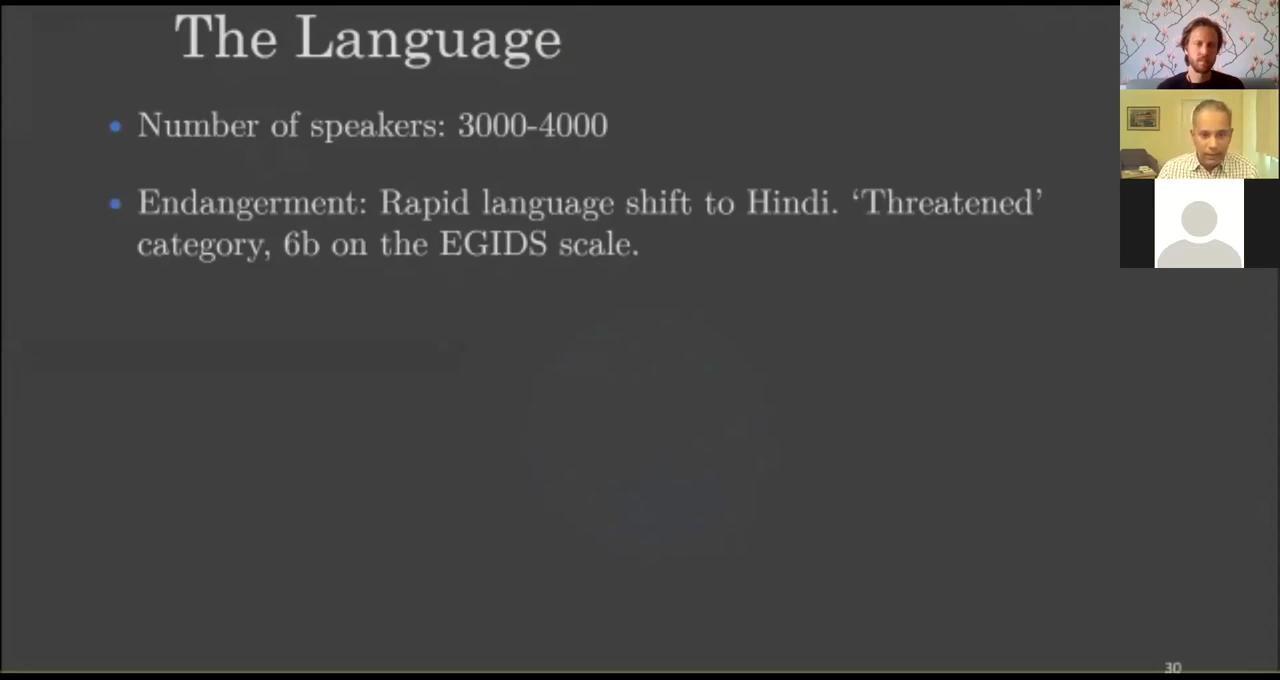 The Language
• Number of speakers: 3000-4000
• Endangerment: Rapid language shift to Hindi. ‘Threatened’
category, 6b on the EGIDS scale.
30